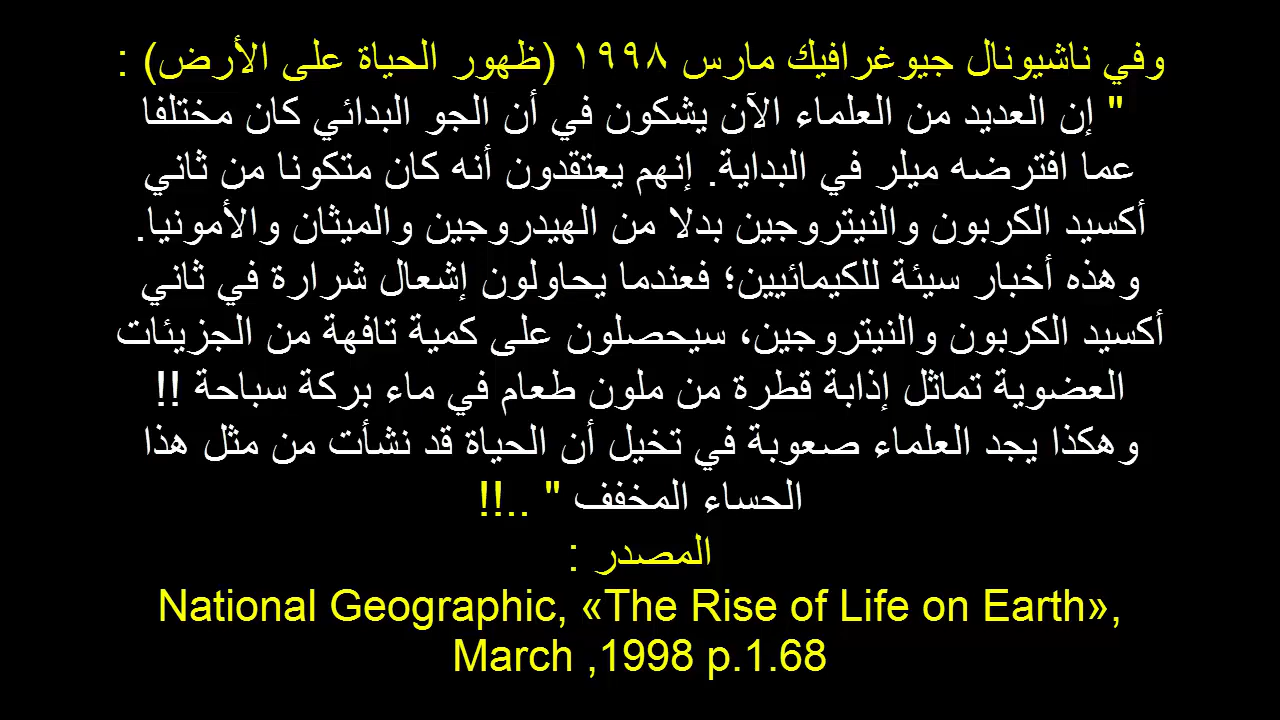 وفي ناشيونال جيوغرافيك مارس ١٩٩٨ (ظهور الحياة على الأرض) :
" إن العديد من العلماء الآن يشكون في أن الجو البدائي كان مختلفا
عما افترضه ميلر في البداية. إنهم يعتقدون أنه كان متكونا من ثاني
أكسيد الكربون والنيتروجين بدلا من الهيدروجين والميثان والأمونيا.
وهذه أخبار سيئة للكيمائيين؛ فعندما يحاولون إشعال شرارة في ثاني
أكسيد الكربون والنيتروجين، سيحصلون على كمية تافهة من الجزيئات
العضوية تماثل إذابة قطرة من ملون طعام في ماء بركة سباحة !!
وهكذا يجد العلماء صعوبة في تخيل أن الحياة قد نشأت من مثل هذا
الحساء المخفف " ..!!
المصدر :
National Geographic, «The Rise of Life on Earth»,
March ,1998 p.1.68